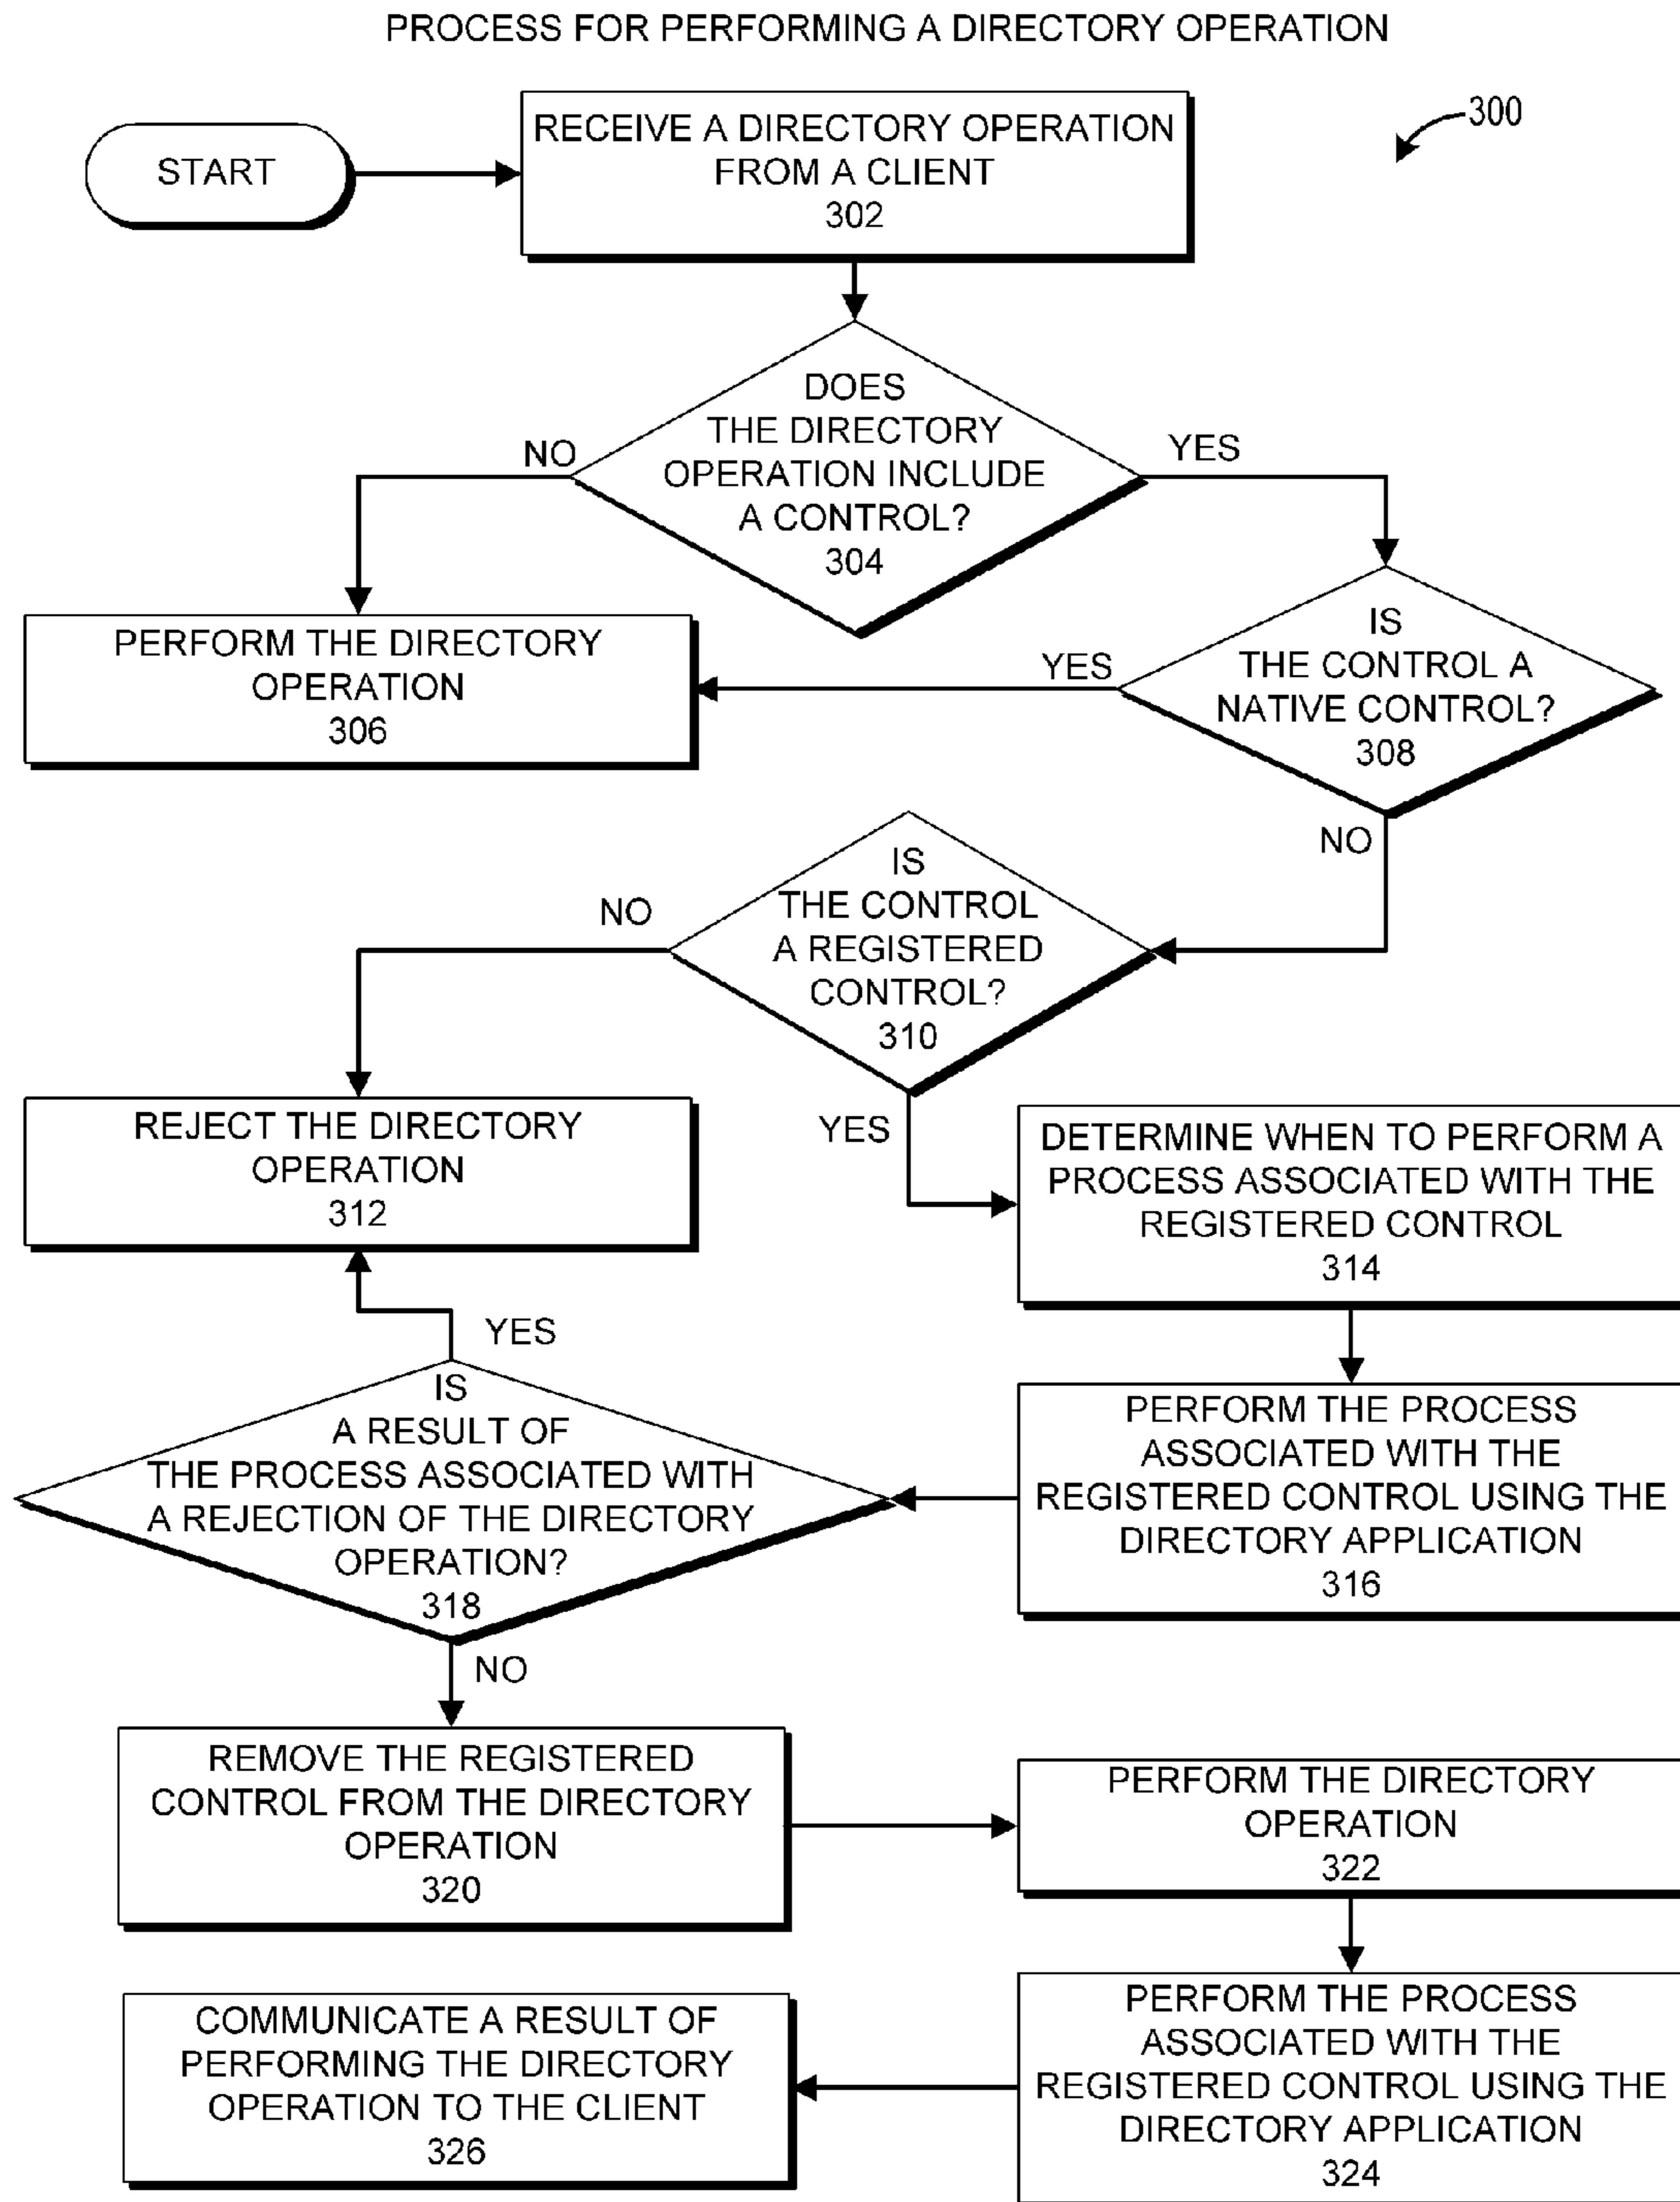 PROCESS FOR PERFORMING A DIRECTORY OPERATION
300
START
RECEIVE A DIRECTORY OPERATION
FROM A CLIENT
302
DOES
THE DIRECTORY
OPERATION INCLUDE
A CONTROL?
304
NO
YES
PERFORM THE DIRECTORY
OPERATION
306
YES
IS
THE CONTROL A
NATIVE CONTROL?
308
NO
IS
THE CONTROL
A REGISTERED
CONTROL?
310
NO
YES
REJECT THE DIRECTORY
OPERATION
312
DETERMINE WHEN TO PERFORM A
PROCESS ASSOCIATED WITH THE
REGISTERED CONTROL
314
PERFORM THE PROCESS
ASSOCIATED WITH THE
REGISTERED CONTROL USING THE
DIRECTORY APPLICATION
316
YES
IS
A RESULT OF
THE PROCESS ASSOCIATED WITH
A REJECTION OF THE DIRECTORY
OPERATION?
318
NO
REMOVE THE REGISTERED
CONTROL FROM THE DIRECTORY
OPERATION
320
PERFORM THE DIRECTORY
OPERATION
322
PERFORM THE PROCESS
ASSOCIATED WITH THE
REGISTERED CONTROL USING THE
DIRECTORY APPLICATION
324
COMMUNICATE A RESULT OF
PERFORMING THE DIRECTORY
OPERATION TO THE CLIENT
326